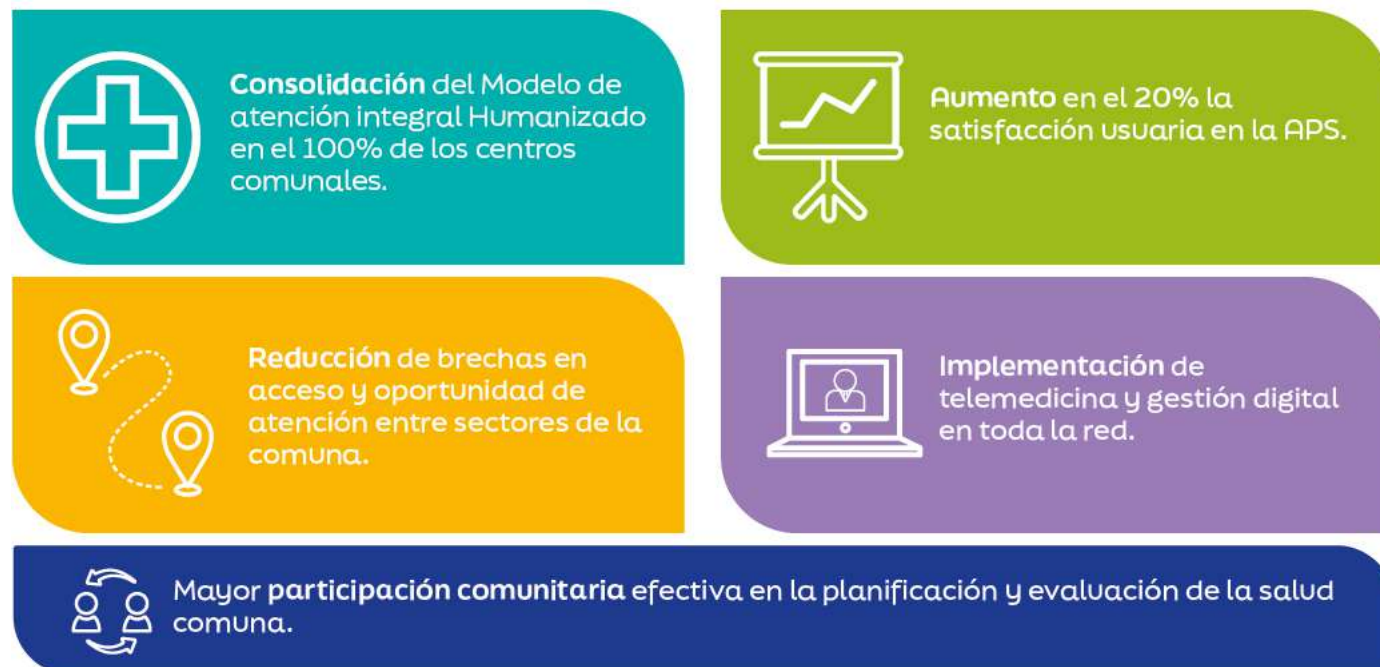 Consolidación del Modelo de
atención integral Humanizado
en el 100% de los centros
comunales.
Aumento en el 20% la
satisfacción usuaria en la APS.
Reducción de brechas en
acceso y oportunidad de
atención entre sectores de la
comuna.
Implementación de
telemedicina y gestión digital
en toda la red.
Mayor participación comunitaria efectiva en la planificación y evaluación de la salud
comuna.